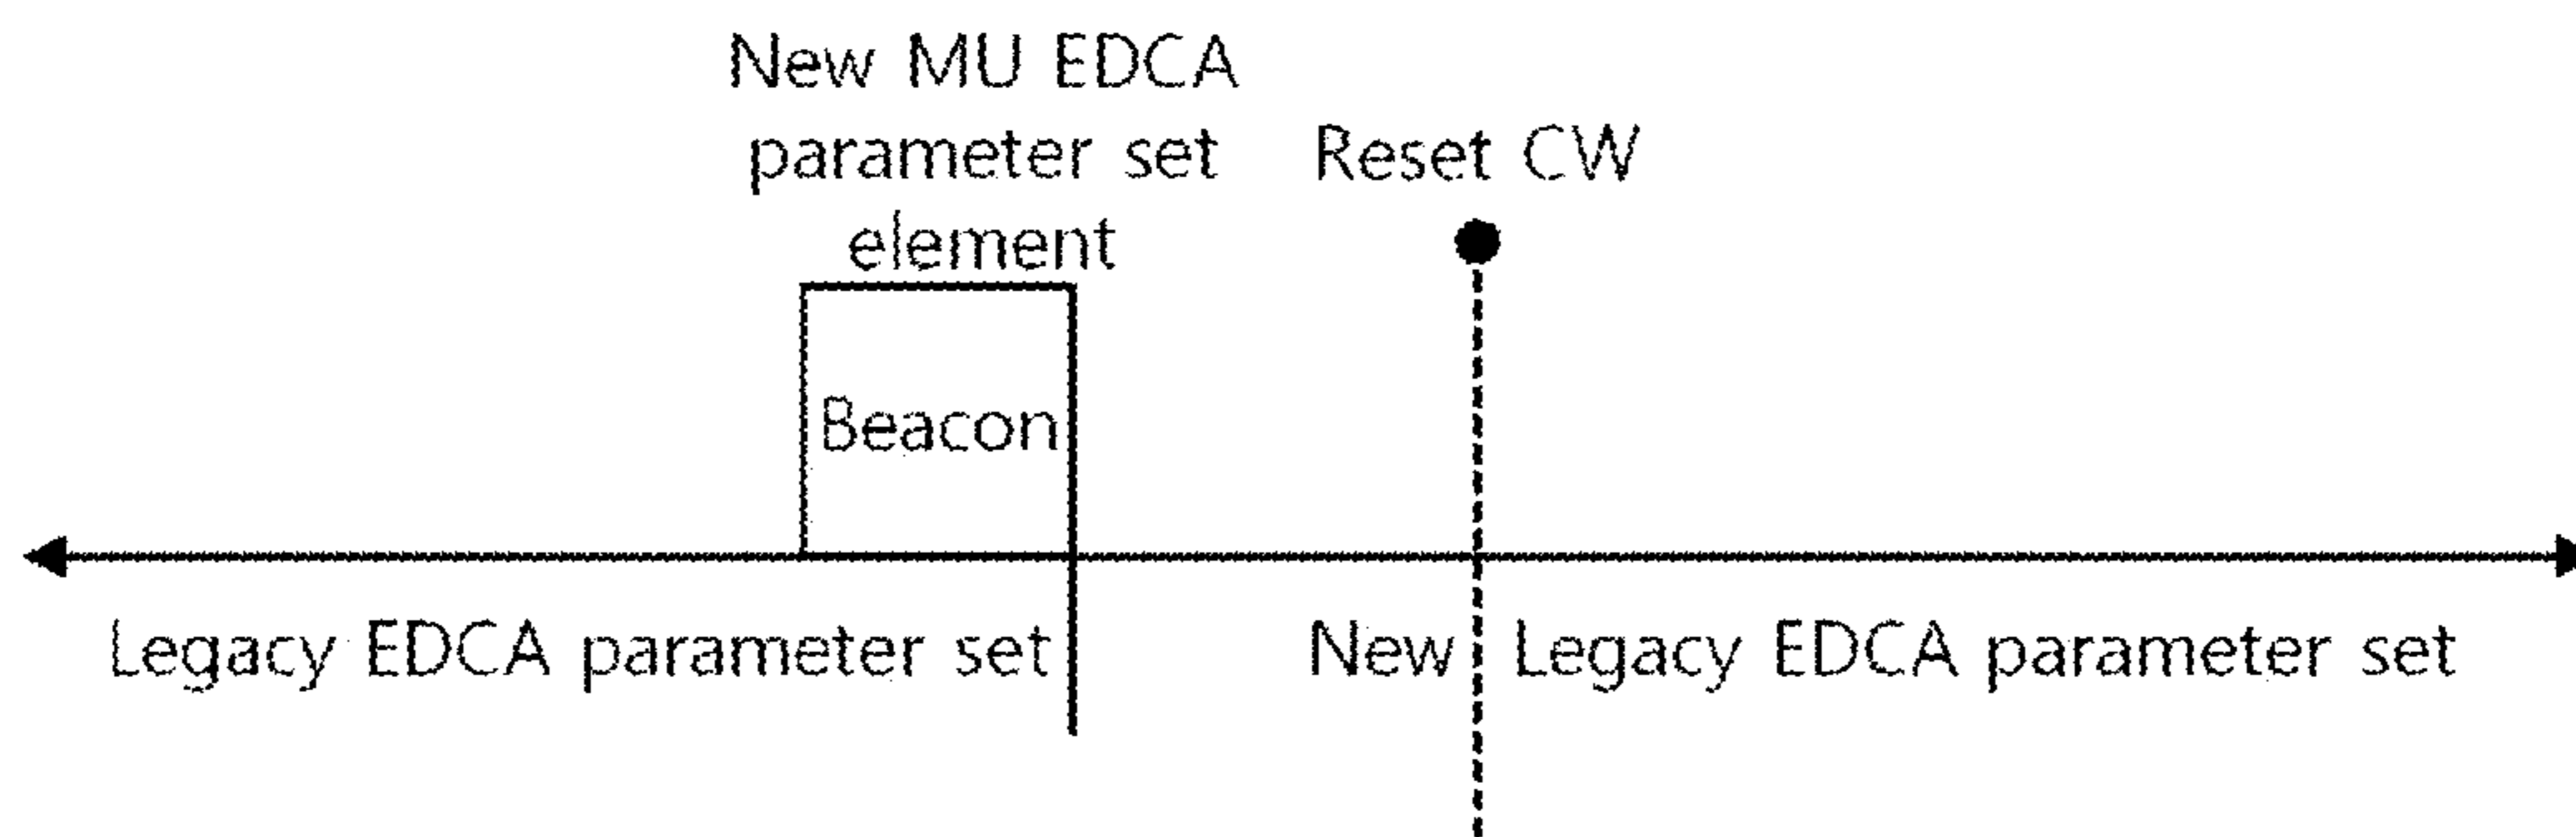 New MU EDCA
parameter set
element
Reset CW
Beacon
Legacy EDCA parameter set
New Legacy EDCA parameter set